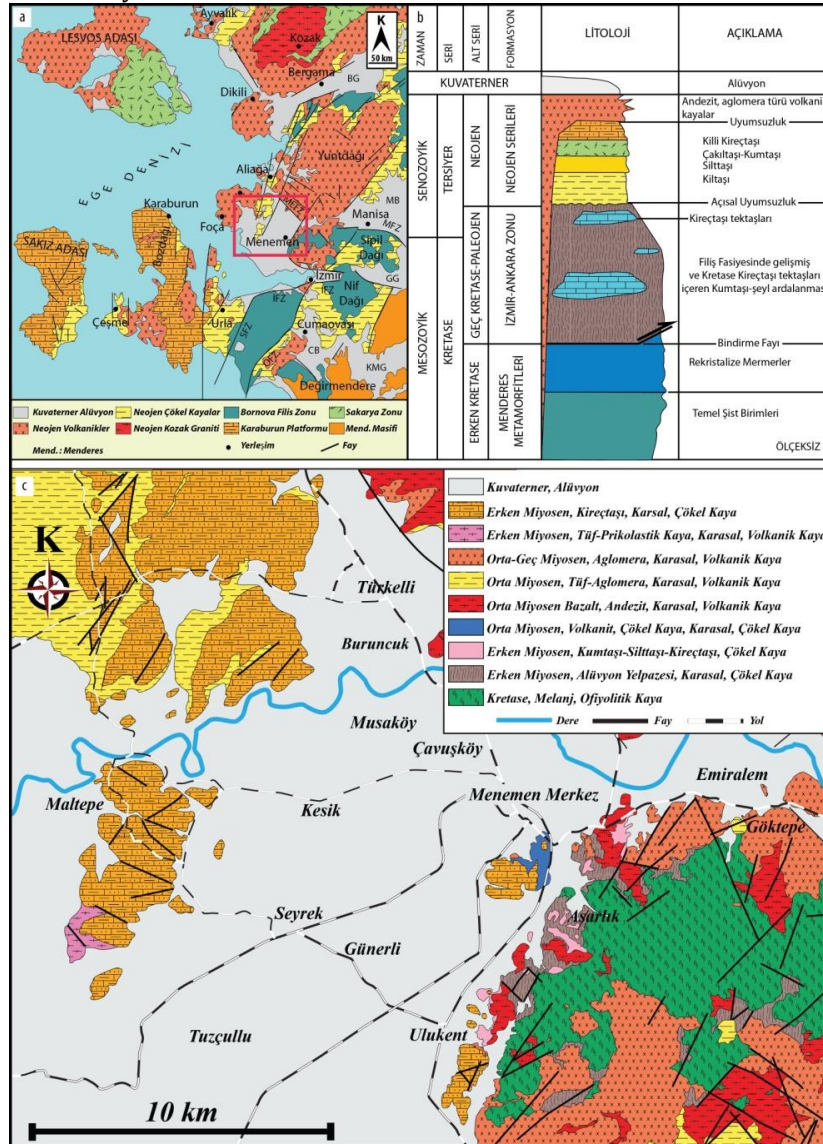 a
Ayvalık
K
50 km
LESVOS ADASI
Kozak
Bergama
BG
Dikili
Yuntdağı
EGE DENİZİ
Aliağa
MFFZ
Karaburun
MB
Foça
Manisa
MFZ
Menemen
Sipil
Dağı
SAKIZ ADASI
Bozdağ
İzmir
GG
İFZ
İFZ
Nif
Dağı
Çeşme
Urla
SFZ
Cumaovası
OFZ
CB
KMG
Değirmendere
Kuvaterner Alüvyon
Neojen Çökel Kayalar
Bornova Filis Zonu
Sakarya Zonu
Neojen Volkanikler
Neojen Kozak Graniti
Karaburun Platformu
Mend. Masifi
Mend. : Menderes
Yerleşim
Fay
b
ZAMAN
SERİ
ALT SERİ
FORMASYON
LİTOLOJİ
AÇIKLAMA
KUVATERNER
Alüvyon
SENOZOYİK
TERSİYER
NEOJEN
NEOJEN SERİLERİ
Andezit, aglomera türü volkani
kayalar
Uyumsuzluk
Killi Kireçtaşı
Çakıltaşı-Kumtaşı
Silttaşı
Kiltaşı
Açısal Uyumsuzluk
Kireçtaşı tektaşları
MESOZOYİK
KRETASE
GEÇ KRETASE-PALEOJEN
İZMİR-ANKARA ZONU
Filiş Fasiyesinde gelişmiş
ve Kretase Kireçtaşı tektaşları
içeren Kumtaşı-şeyl ardalanması
Bindirme Fayı
ERKEN KRETASE
MENDERES
METAMORFİTLERİ
Rekristalize Mermerler
Temel Şist Birimleri
ÖLÇEKSİZ
c
K
Kuvaterner, Alüvyon
Erken Miyosen, Kireçtaşı, Karsal, Çökel Kaya
Erken Miyosen, Tüf-Prikolastik Kaya, Karasal, Volkanik Kaya
Orta-Geç Miyosen, Aglomera, Karasal, Volkanik Kaya
Orta Miyosen, Tüf-Aglomera, Karasal, Volkanik Kaya
Orta Miyosen Bazalt, Andezit, Karasal, Volkanik Kaya
Orta Miyosen, Volkanit, Çökel Kaya, Karasal, Çökel Kaya
Erken Miyosen, Kumtaşı-Silttaşı-Kireçtaşı, Çökel Kaya
Erken Miyosen, Alüvyon Yelpazesi, Karasal, Çökel Kaya
Kretase, Melanj, Ofiyolitik Kaya
Dere
Fay
Yol
Türkelli
Buruncuk
Musaköy
Çavuşköy
Emiralem
Maltepe
Kesik
Menemen Merkez
Göktepe
Seyrek
Asarlık
Günerli
Tuzçullu
Ulukent
10 km